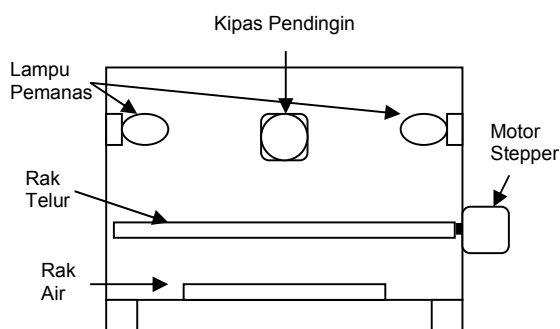 Kipas Pendingin
Lampu
Pemanas
Motor
Stepper
Rak
Telur
Rak
Air